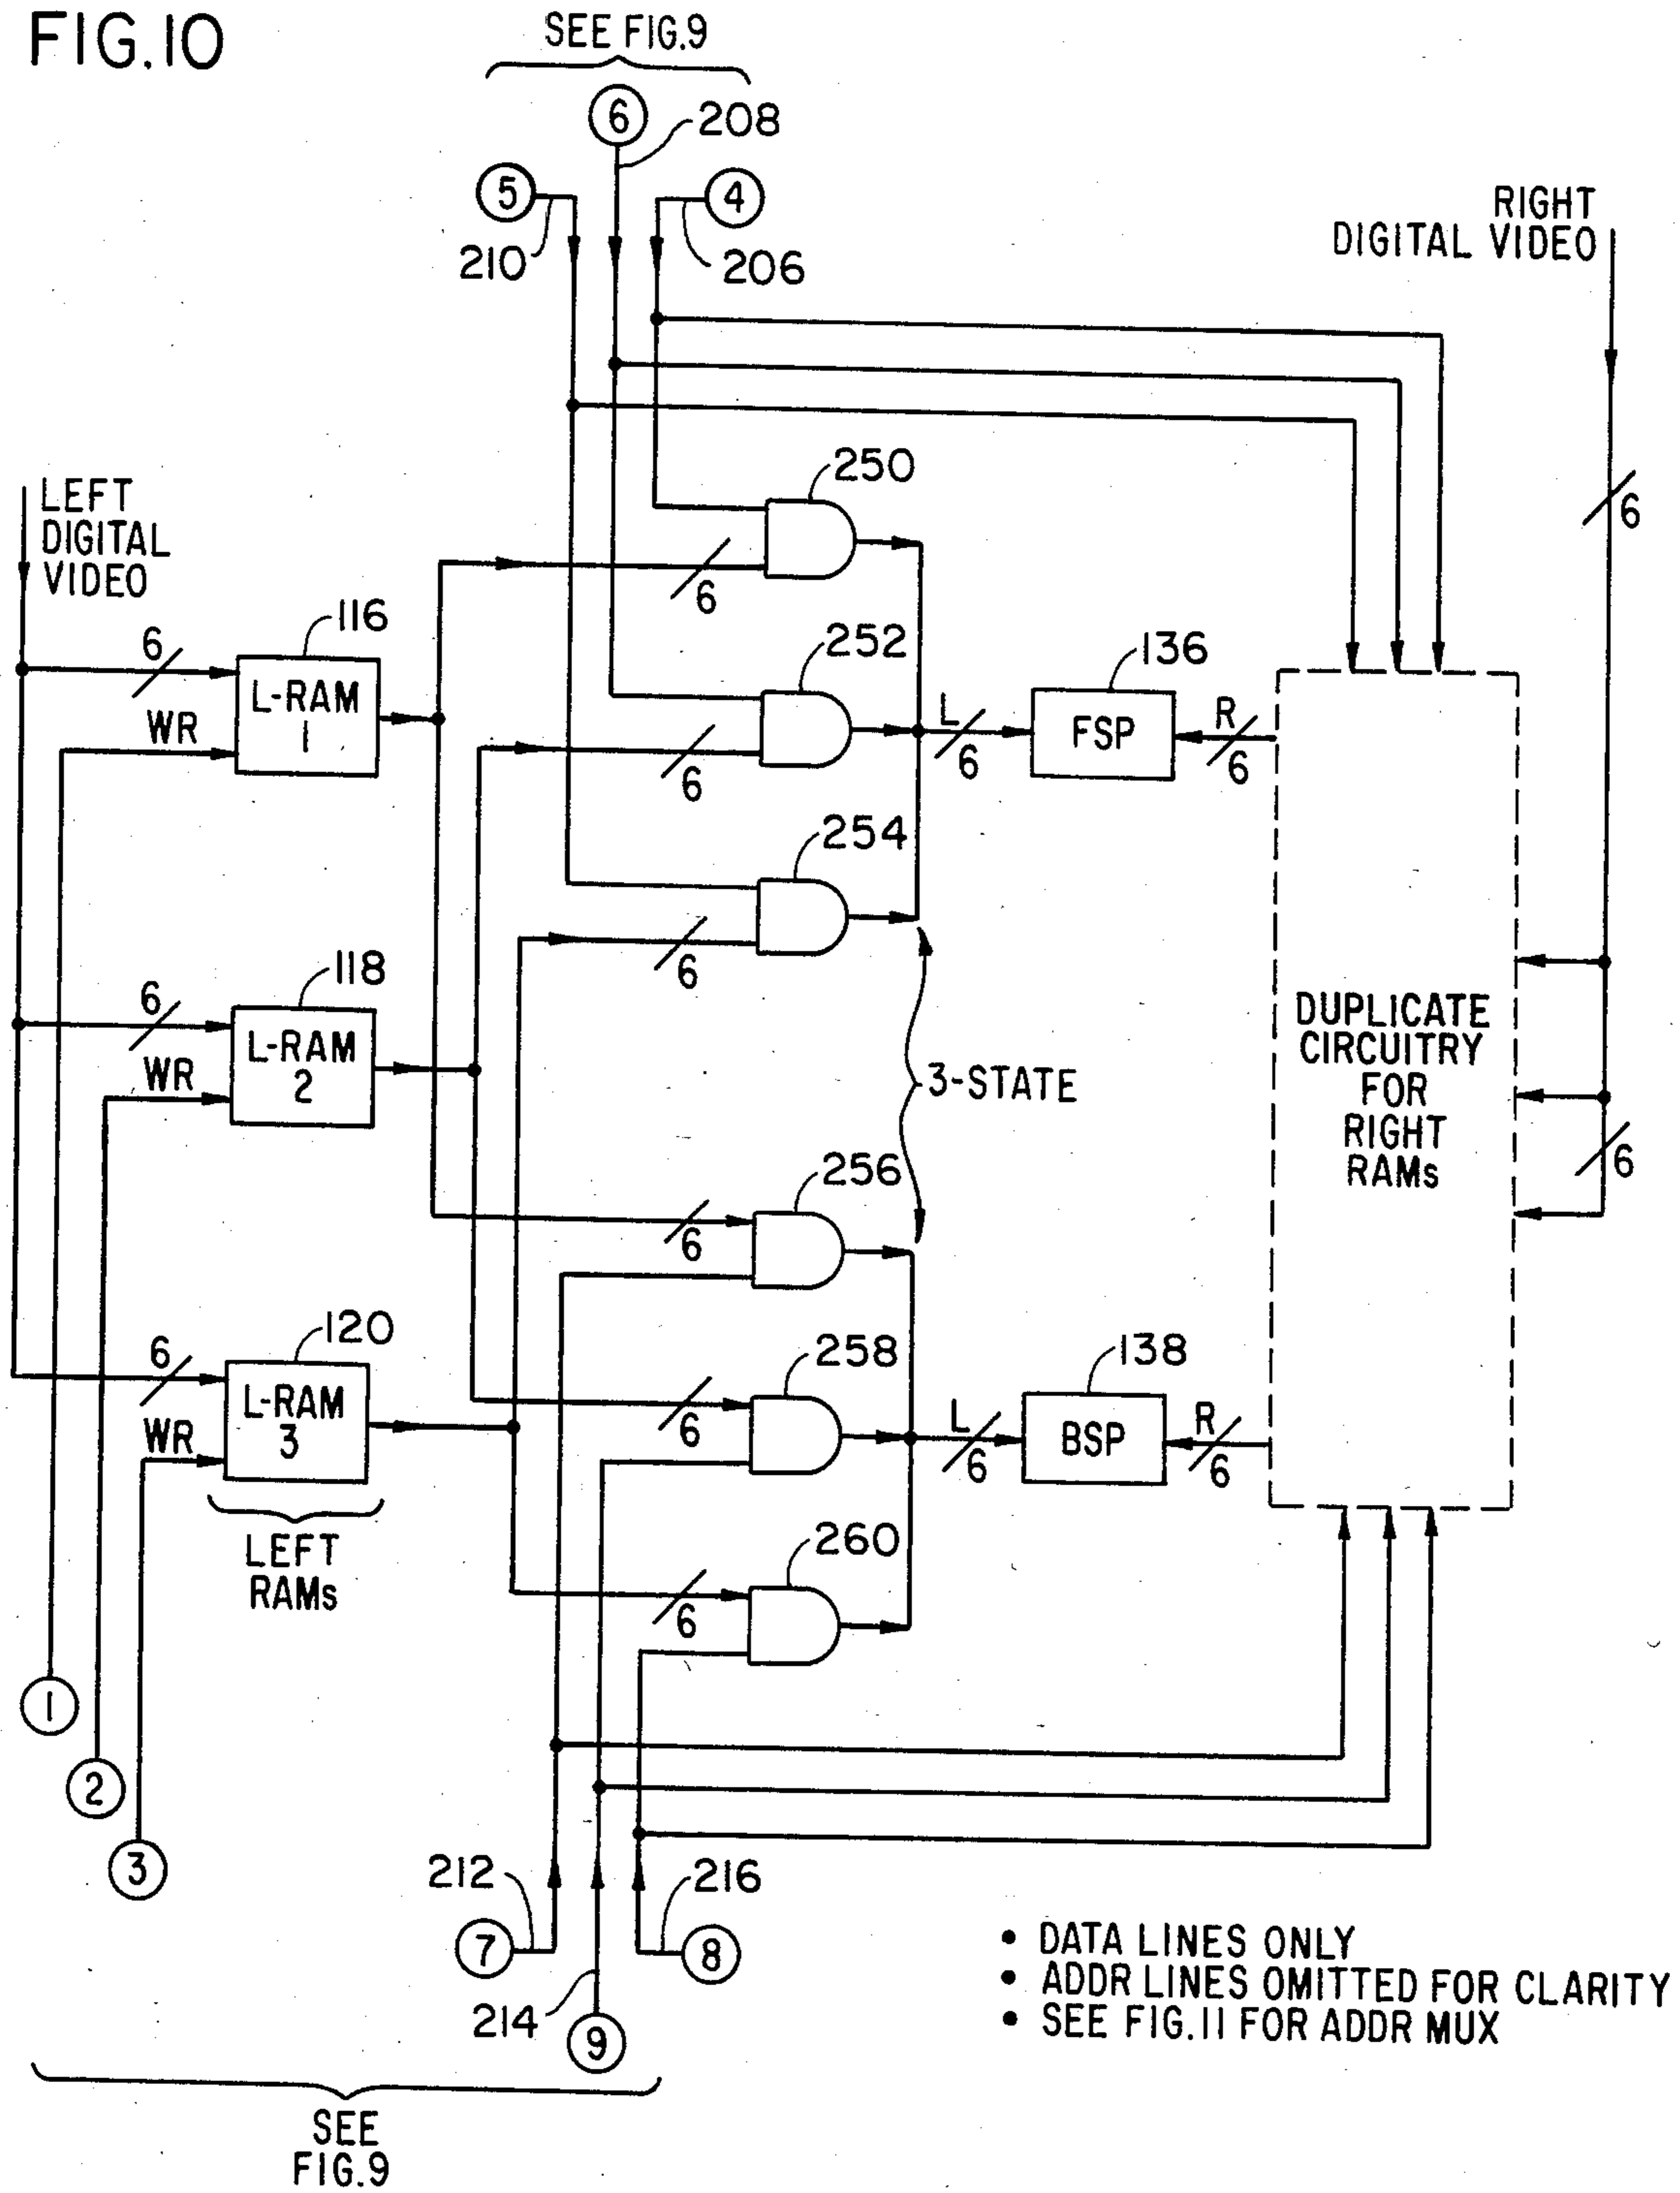 FIG.10
SEE FIG.9
6
208
5
4
210
206
RIGHT
DIGITAL VIDEO
6
250
LEFT
DIGITAL
VIDEO
6
6
116
L-RAM
1
WR
252
6
136
L
6
FSP
R
6
254
6
118
6
L-RAM
2
WR
3-STATE
DUPLICATE
CIRCUITRY
FOR
RIGHT
RAMs
6
256
6
120
6
L-RAM
3
WR
258
6
138
L
6
BSP
R
6
LEFT
RAMs
260
6
1
2
3
212
216
7
8
214
9
• DATA LINES ONLY
• ADDR LINES OMITTED FOR CLARITY
• SEE FIG.11 FOR ADDR MUX
SEE
FIG.9